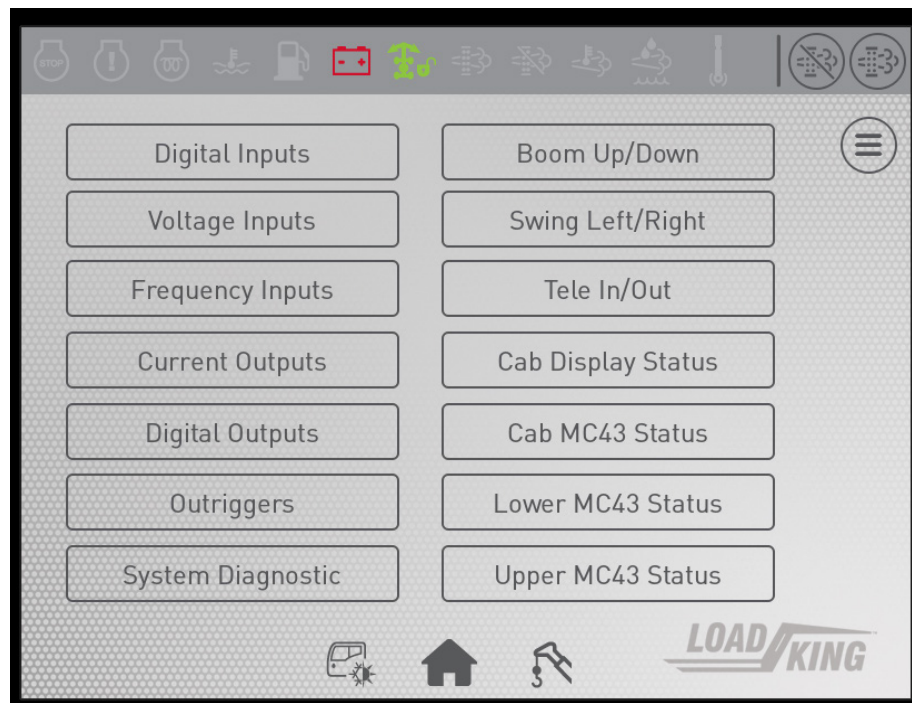 STOP
Digital Inputs
Boom Up/Down
Voltage Inputs
Swing Left/Right
Frequency Inputs
Tele In/Out
Current Outputs
Cab Display Status
Digital Outputs
Cab MC43 Status
Outriggers
Lower MC43 Status
System Diagnostic
Upper MC43 Status
LOAD KING